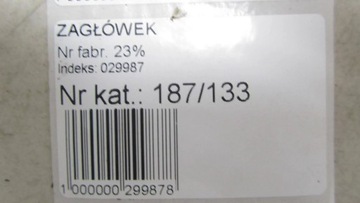 ZAGŁÓWEK
Nr fabr. 23%
Indeks: 029987
Nr kat.: 187/133
1 000000 299878